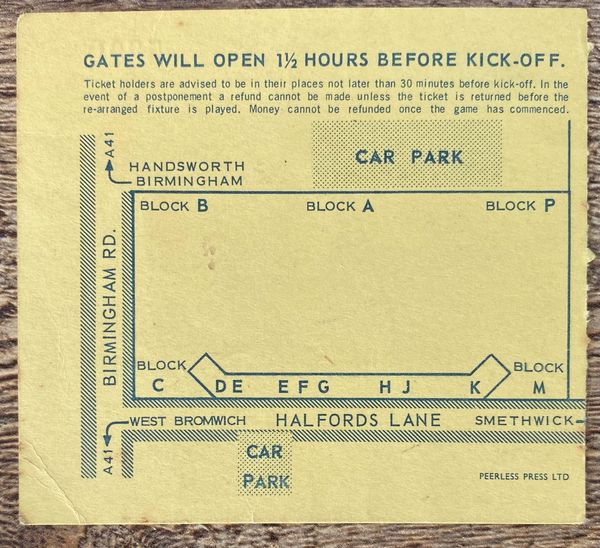 GATES WILL OPEN 1½ HOURS BEFORE KICK-OFF.
Ticket holders are advised to be in their places not later than 30 minutes before kick-off. In the
event of a postponement a refund cannot be made unless the ticket is returned before the
re-arranged fixture is played. Money cannot be refunded once the game has commenced.
A41
CAR PARK
HANDSWORTH
BIRMINGHAM
BLOCK B
BLOCK A
BLOCK P
BIRMINGHAM RD.
BLOCK
C
DE
EFG
HJ
K
BLOCK
M
WEST BROMWICH
HALFORDS LANE
SMETHWICK
A41
CAR
PARK
PEERLESS PRESS LTD